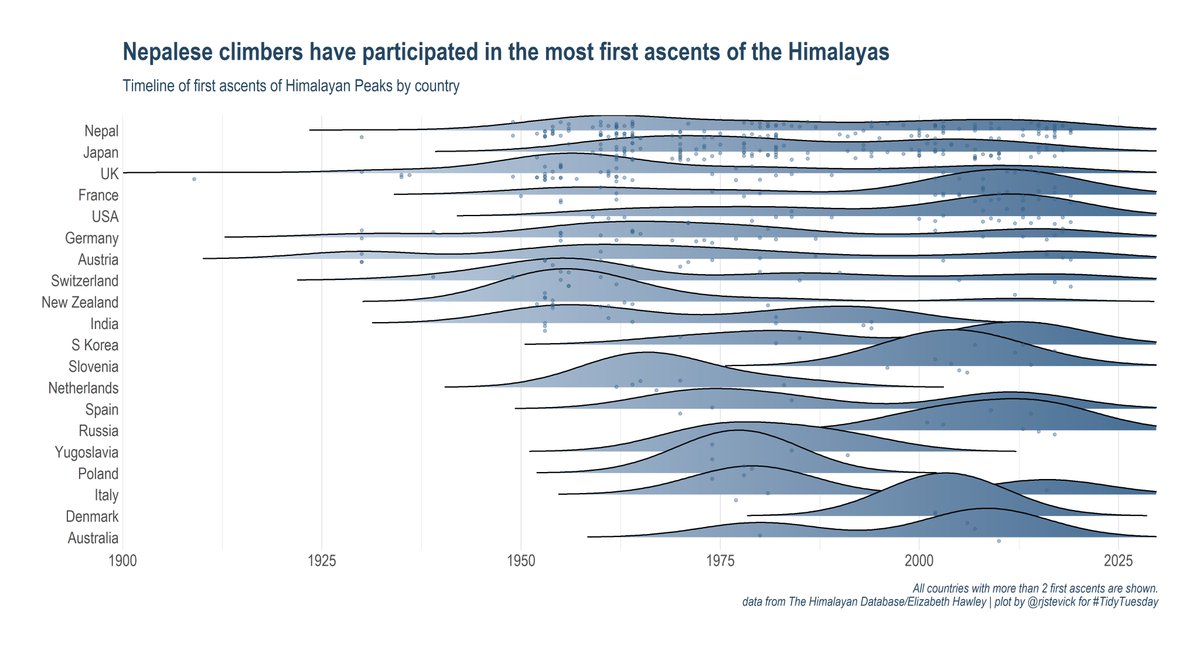 Nepalese climbers have participated in the most first ascents of the Himalayas
Timeline of first ascents of Himalayan Peaks by country
Nepal
Japan
UK
France
USA
Germany
Austria
Switzerland
New Zealand
India
S Korea
Slovenia
Netherlands
Spain
Russia
Yugoslavia
Poland
Italy
Denmark
Australia
1900 1925 1950 1975 2000 2025
All countries with more than 2 first ascents are shown.
data from The Himalayan Database/Elizabeth Hawley | plot by @rjstevick for #TidyTuesday